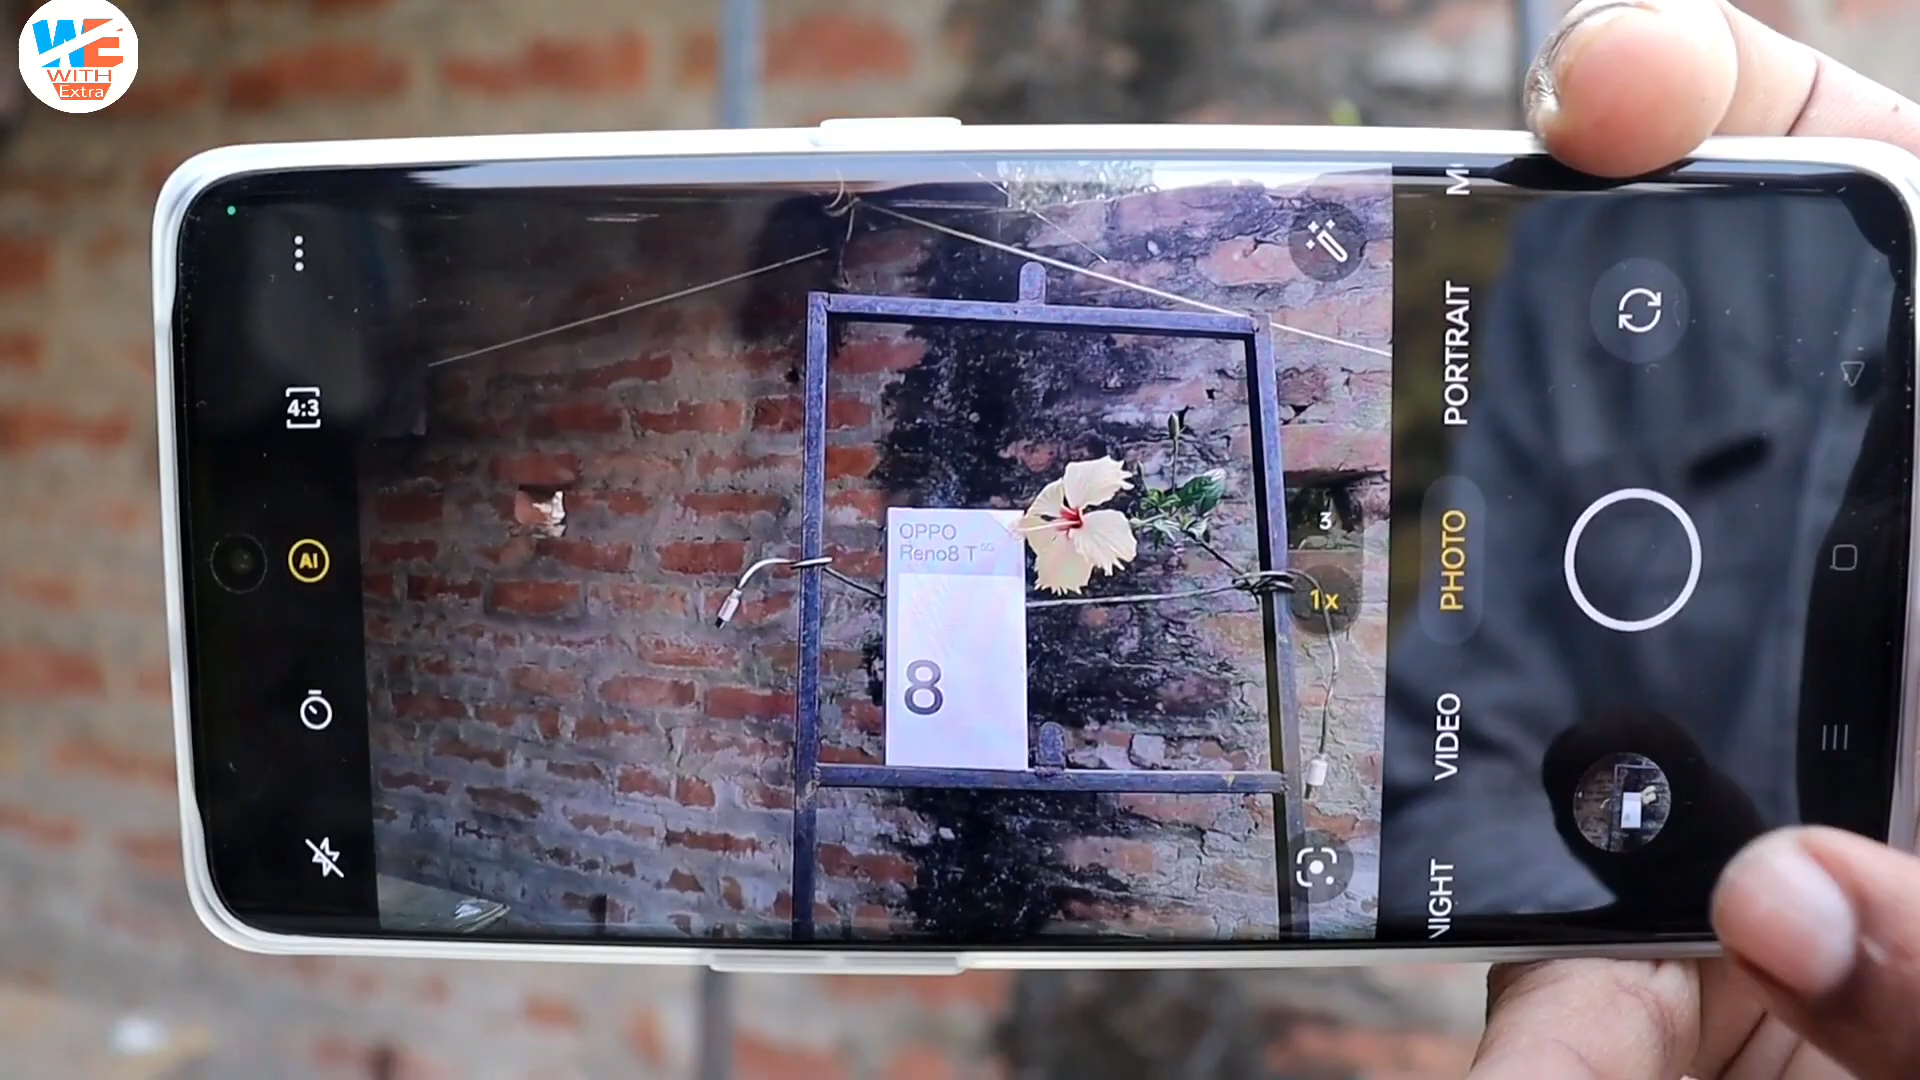 WE
WITH
Extra
4:3
AI
OPPO
Reno8 T 5G
8
3
1x
M
PORTRAIT
PHOTO
VIDEO
NIGHT